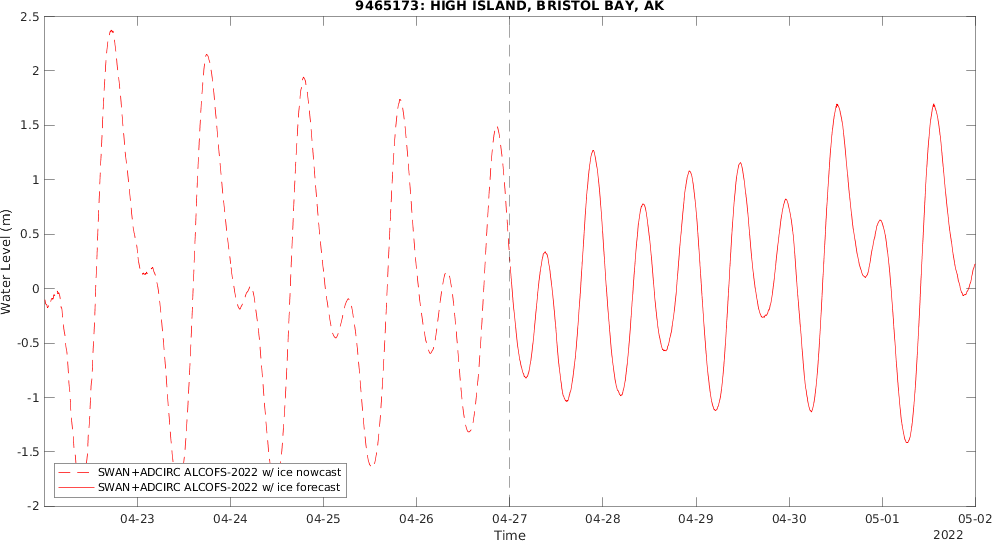 9465173: HIGH ISLAND, BRISTOL BAY, AK
2.5
2
1.5
1
0.5
0
-0.5
-1
-1.5
-2
Water Level (m)
SWAN+ADCIRC ALCOFS-2022 w/ ice nowcast
SWAN+ADCIRC ALCOFS-2022 w/ ice forecast
04-23 04-24 04-25 04-26 04-27 04-28 04-29 04-30 05-01 05-02
Time
2022